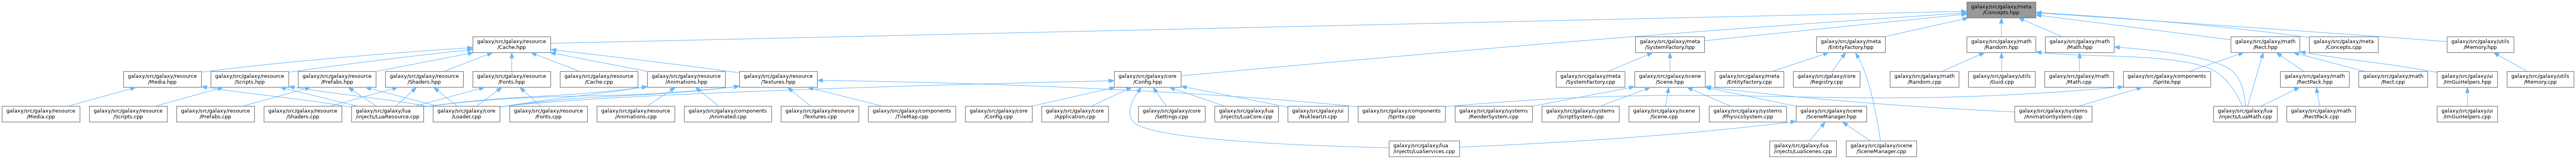 galaxy/src/galaxy/meta
/Concepts.hpp
galaxy/src/galaxy/resource
/Cache.hpp
galaxy/src/galaxy/meta
/SystemFactory.hpp
galaxy/src/galaxy/meta
/EntityFactory.hpp
galaxy/src/galaxy/math
/Random.hpp
galaxy/src/galaxy/math
/Math.hpp
galaxy/src/galaxy/math
/Rect.hpp
galaxy/src/galaxy/meta
/Concepts.cpp
galaxy/src/galaxy/utils
/Memory.hpp
galaxy/src/galaxy/resource
/Media.hpp
galaxy/src/galaxy/resource
/Scripts.hpp
galaxy/src/galaxy/resource
/Prefabs.hpp
galaxy/src/galaxy/resource
/Shaders.hpp
galaxy/src/galaxy/resource
/Fonts.hpp
galaxy/src/galaxy/resource
/Cache.cpp
galaxy/src/galaxy/resource
/Animations.hpp
galaxy/src/galaxy/resource
/Textures.hpp
galaxy/src/galaxy/core
/Config.hpp
galaxy/src/galaxy/meta
/SystemFactory.cpp
galaxy/src/galaxy/scene
/Scene.hpp
galaxy/src/galaxy/meta
/EntityFactory.cpp
galaxy/src/galaxy/core
/Registry.cpp
galaxy/src/galaxy/math
/Random.cpp
galaxy/src/galaxy/utils
/Guid.cpp
galaxy/src/galaxy/math
/Math.cpp
galaxy/src/galaxy/components
/Sprite.hpp
galaxy/src/galaxy/math
/RectPack.hpp
galaxy/src/galaxy/math
/Rect.cpp
galaxy/src/galaxy/ui
/ImGuiHelpers.hpp
galaxy/src/galaxy/utils
/Memory.cpp
galaxy/src/galaxy/resource
/Media.cpp
galaxy/src/galaxy/resource
/Scripts.cpp
galaxy/src/galaxy/resource
/Prefabs.cpp
galaxy/src/galaxy/resource
/Shaders.cpp
galaxy/src/galaxy/lua
/injects/LuaResource.cpp
galaxy/src/galaxy/core
/Loader.cpp
galaxy/src/galaxy/resource
/Fonts.cpp
galaxy/src/galaxy/resource
/Animations.cpp
galaxy/src/galaxy/components
/Animated.cpp
galaxy/src/galaxy/resource
/Textures.cpp
galaxy/src/galaxy/components
/TileMap.cpp
galaxy/src/galaxy/core
/Config.cpp
galaxy/src/galaxy/core
/Application.cpp
galaxy/src/galaxy/core
/Settings.cpp
galaxy/src/galaxy/lua
/injects/LuaCore.cpp
galaxy/src/galaxy/ui
/NuklearUI.cpp
galaxy/src/galaxy/components
/Sprite.cpp
galaxy/src/galaxy/systems
/RenderSystem.cpp
galaxy/src/galaxy/systems
/ScriptSystem.cpp
galaxy/src/galaxy/scene
/Scene.cpp
galaxy/src/galaxy/systems
/PhysicsSystem.cpp
galaxy/src/galaxy/scene
/SceneManager.hpp
galaxy/src/galaxy/systems
/AnimationSystem.cpp
galaxy/src/galaxy/lua
/injects/LuaMath.cpp
galaxy/src/galaxy/math
/RectPack.cpp
galaxy/src/galaxy/ui
/ImGuiHelpers.cpp
galaxy/src/galaxy/lua
/injects/LuaServices.cpp
galaxy/src/galaxy/lua
/injects/LuaScenes.cpp
galaxy/src/galaxy/scene
/SceneManager.cpp